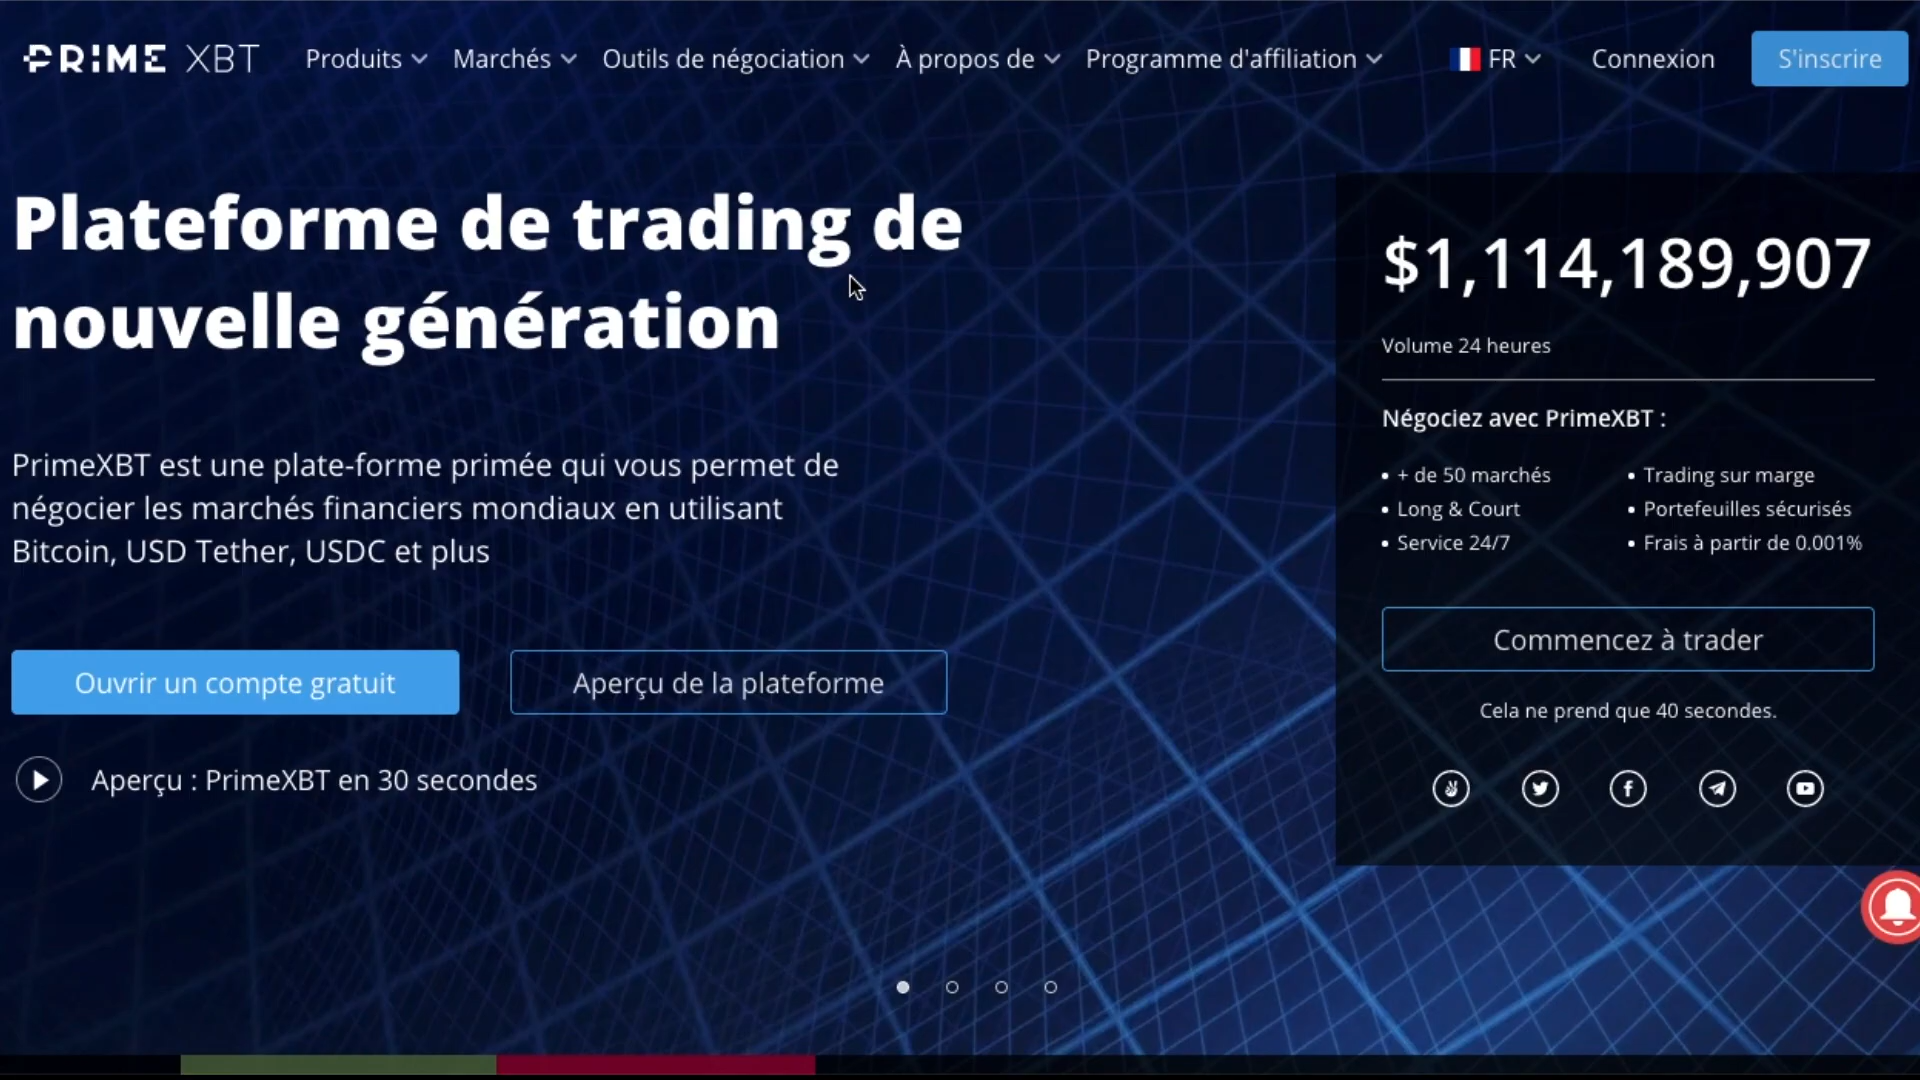 PRIME XBT
Produits
Marchés
Outils de négociation
À propos de
Programme d'affiliation
FR
Connexion
S'inscrire
Plateforme de trading de
nouvelle génération
PrimeXBT est une plate-forme primée qui vous permet de
négocier les marchés financiers mondiaux en utilisant
Bitcoin, USD Tether, USDC et plus
Ouvrir un compte gratuit
Aperçu de la plateforme
Aperçu : PrimeXBT en 30 secondes
$1,114,189,907
Volume 24 heures
Négociez avec PrimeXBT :
• + de 50 marchés
• Long & Court
• Service 24/7
• Trading sur marge
• Portefeuilles sécurisés
• Frais à partir de 0.001%
Commencez à trader
Cela ne prend que 40 secondes.